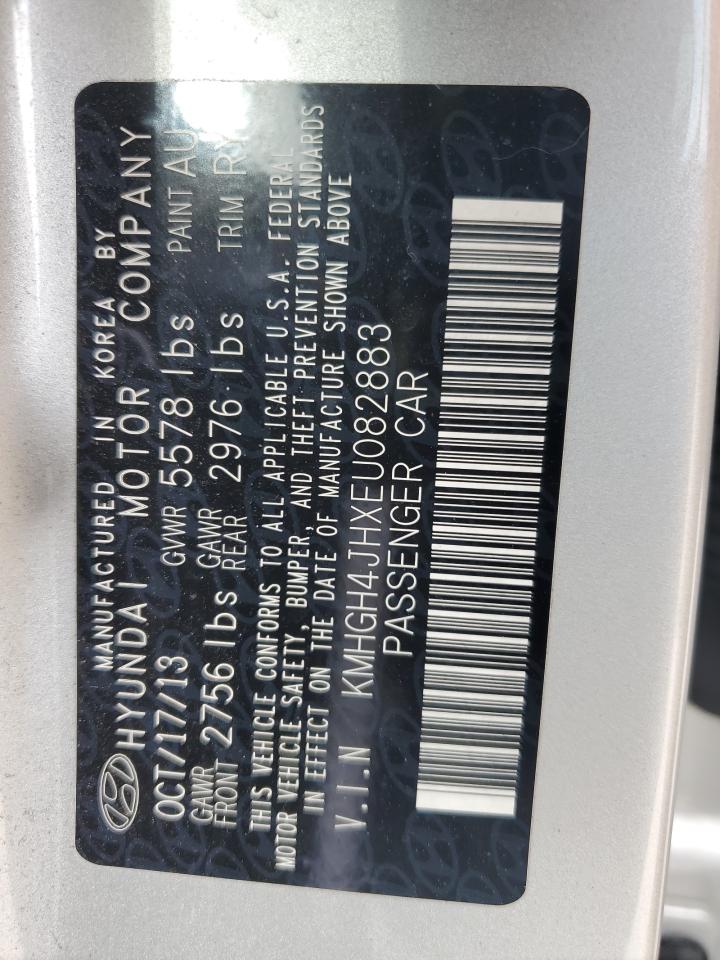 MANUFACTURED IN KOREA BY
HYUNDAI MOTOR COMPANY
OCT/17/13 GVWR 5578 lbs PAINT AU
GAWR FRONT 2756 lbs GAWR REAR 2976 lbs TRIM
THIS VEHICLE CONFORMS TO ALL APPLICABLE U.S.A. FEDERAL
MOTOR VEHICLE SAFETY, BUMPER, AND THEFT PREVENTION STANDARDS
IN EFFECT ON THE DATE OF MANUFACTURE SHOWN ABOVE
V.I.N KMHGH4JHXEU082883
PASSENGER CAR